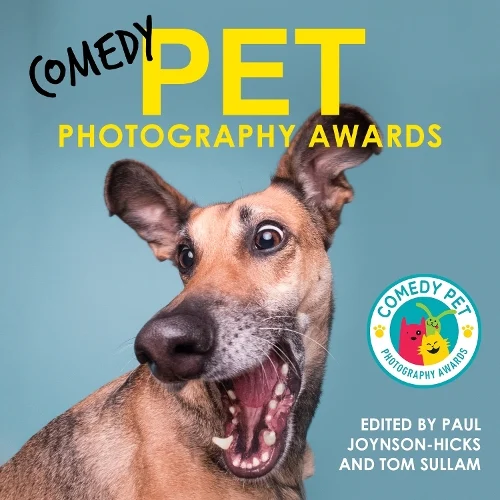 COMEDY
PET
PHOTOGRAPHY AWARDS
COMEDY PET
PHOTOGRAPHY AWARDS
EDITED BY PAUL
JOYNSON-HICKS
AND TOM SULLAM